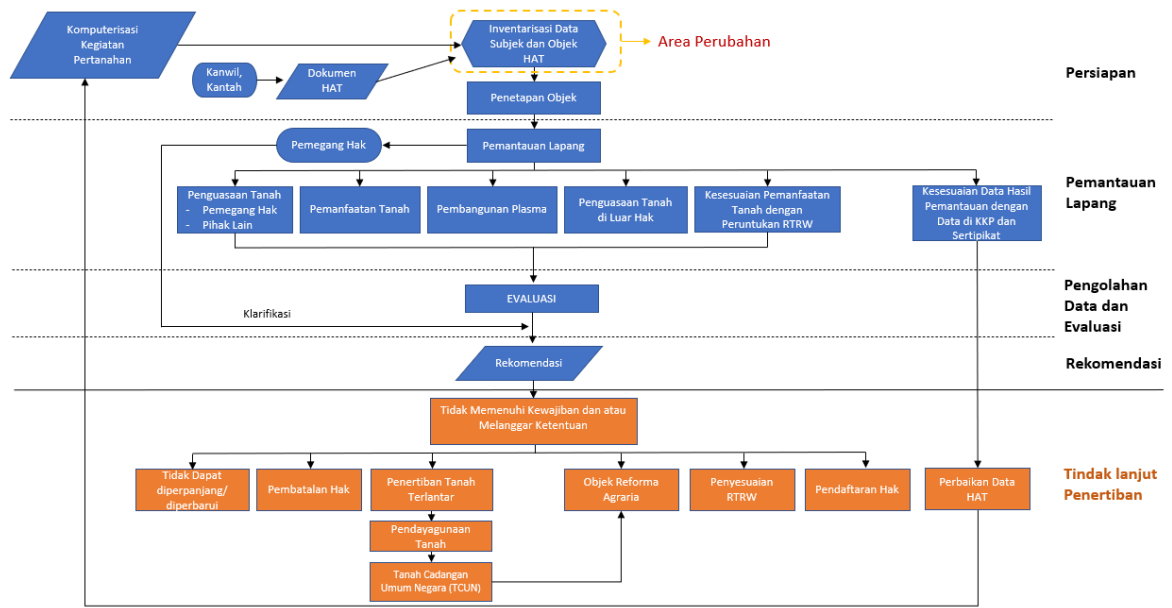 Komputerisasi
Kegiatan
Pertanahan
Inventarisasi Data
Subjek dan Objek
HAT
Area Perubahan
Kanwil,
Kantah
Dokumen
HAT
Persiapan
Penetapan Objek
Pemegang Hak
Pemantauan Lapang
Penguasaan Tanah
- Pemegang Hak
- Pihak Lain
Pemanfaatan Tanah
Pembangunan Plasma
Penguasaan Tanah
di Luar Hak
Kesesuaian Pemanfaatan
Tanah dengan
Peruntukan RTRW
Kesesuaian Data Hasil
Pemantauan dengan
Data di KKP dan
Sertipikat
Pemantauan
Lapang
EVALUASI
Klarifikasi
Pengolahan
Data dan
Evaluasi
Rekomendasi
Rekomendasi
Tidak Memenuhi Kewajiban dan atau
Melanggar Ketentuan
Tidak Dapat
diperpanjang/
diperbarui
Pembatalan Hak
Penertiban Tanah
Terlantar
Objek Reforma
Agraria
Penyesuaian
RTRW
Pendaftaran Hak
Perbaikan Data
HAT
Tindak lanjut
Penertiban
Pendayagunaan
Tanah
Tanah Cadangan
Umum Negara (TCUN)